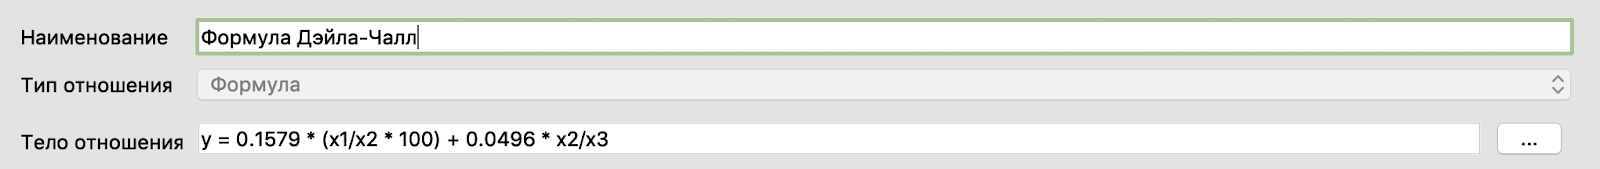 Наименование Формула Дэйла-Чалл
Тип отношения Формула
Тело отношения y = 0.1579 * (x1/x2 * 100) + 0.0496 * x2/x3 ...